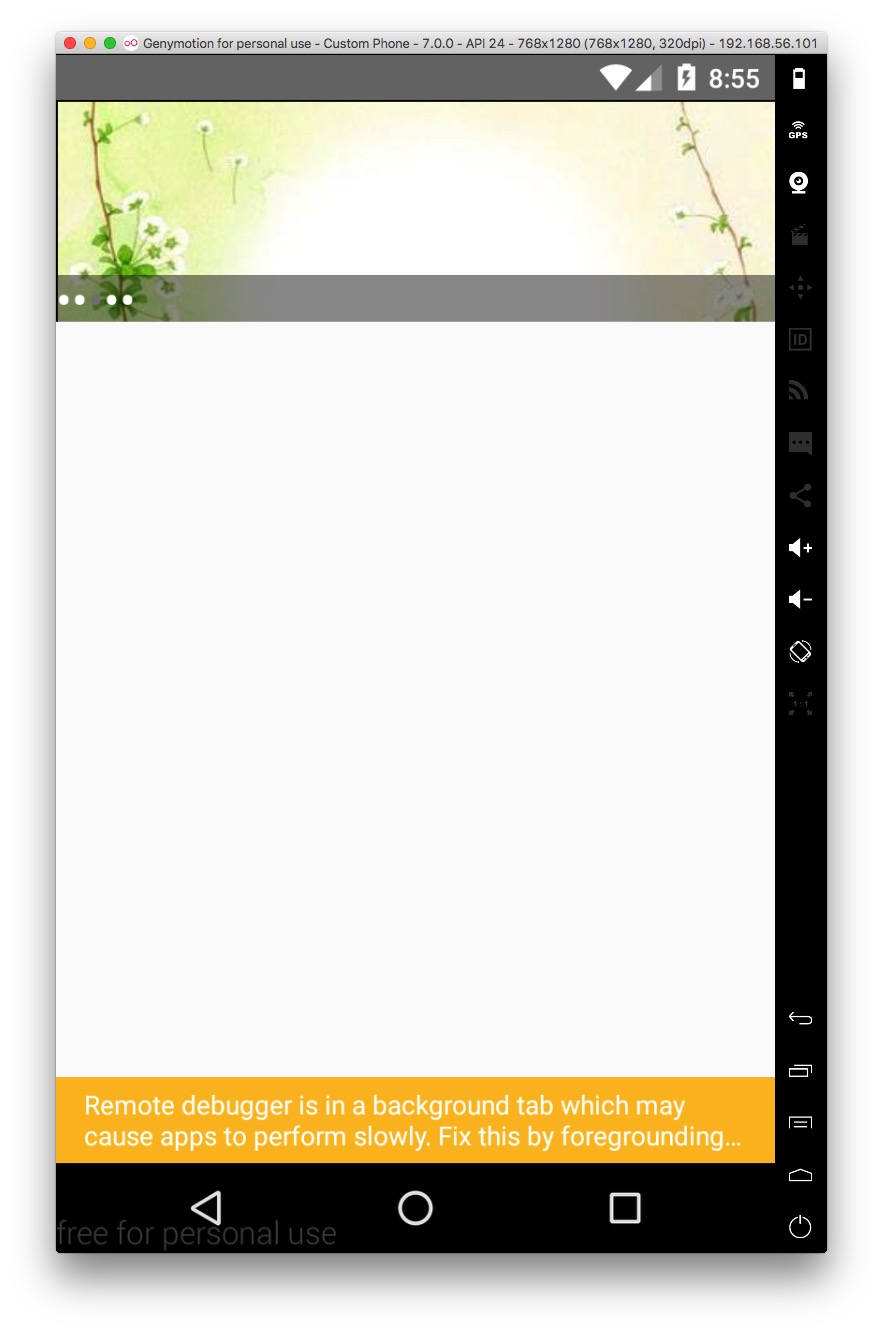 Genymotion for personal use - Custom Phone - 7.0.0 - API 24 - 768x1280 (768x1280, 320dpi) - 192.168.56.101
8:55
GPS
ID
1:1
Remote debugger is in a background tab which may
cause apps to perform slowly. Fix this by foregrounding...
free for personal use